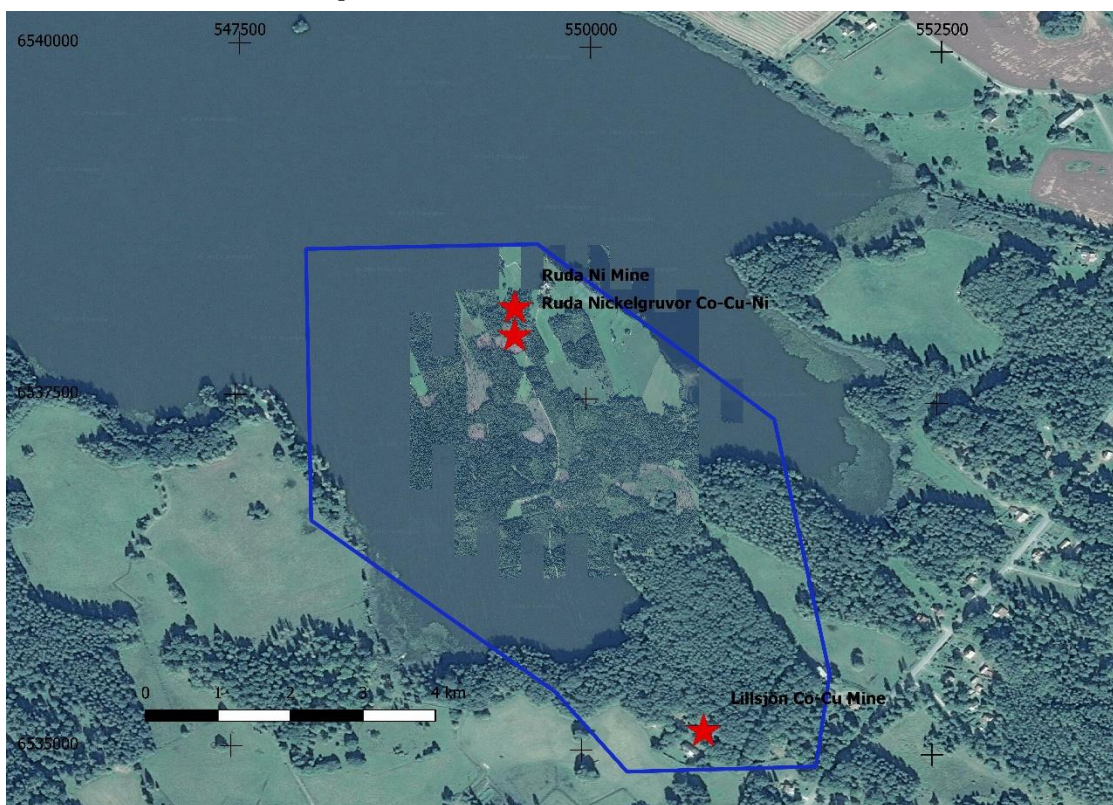 547500
550000
552500
6540000
Ruda Ni Mine
Ruda Nickelgruvor Co-Cu-Ni
6537500
Lillsjön Co-Cu Mine
0 1 2 3 4 km
6535000